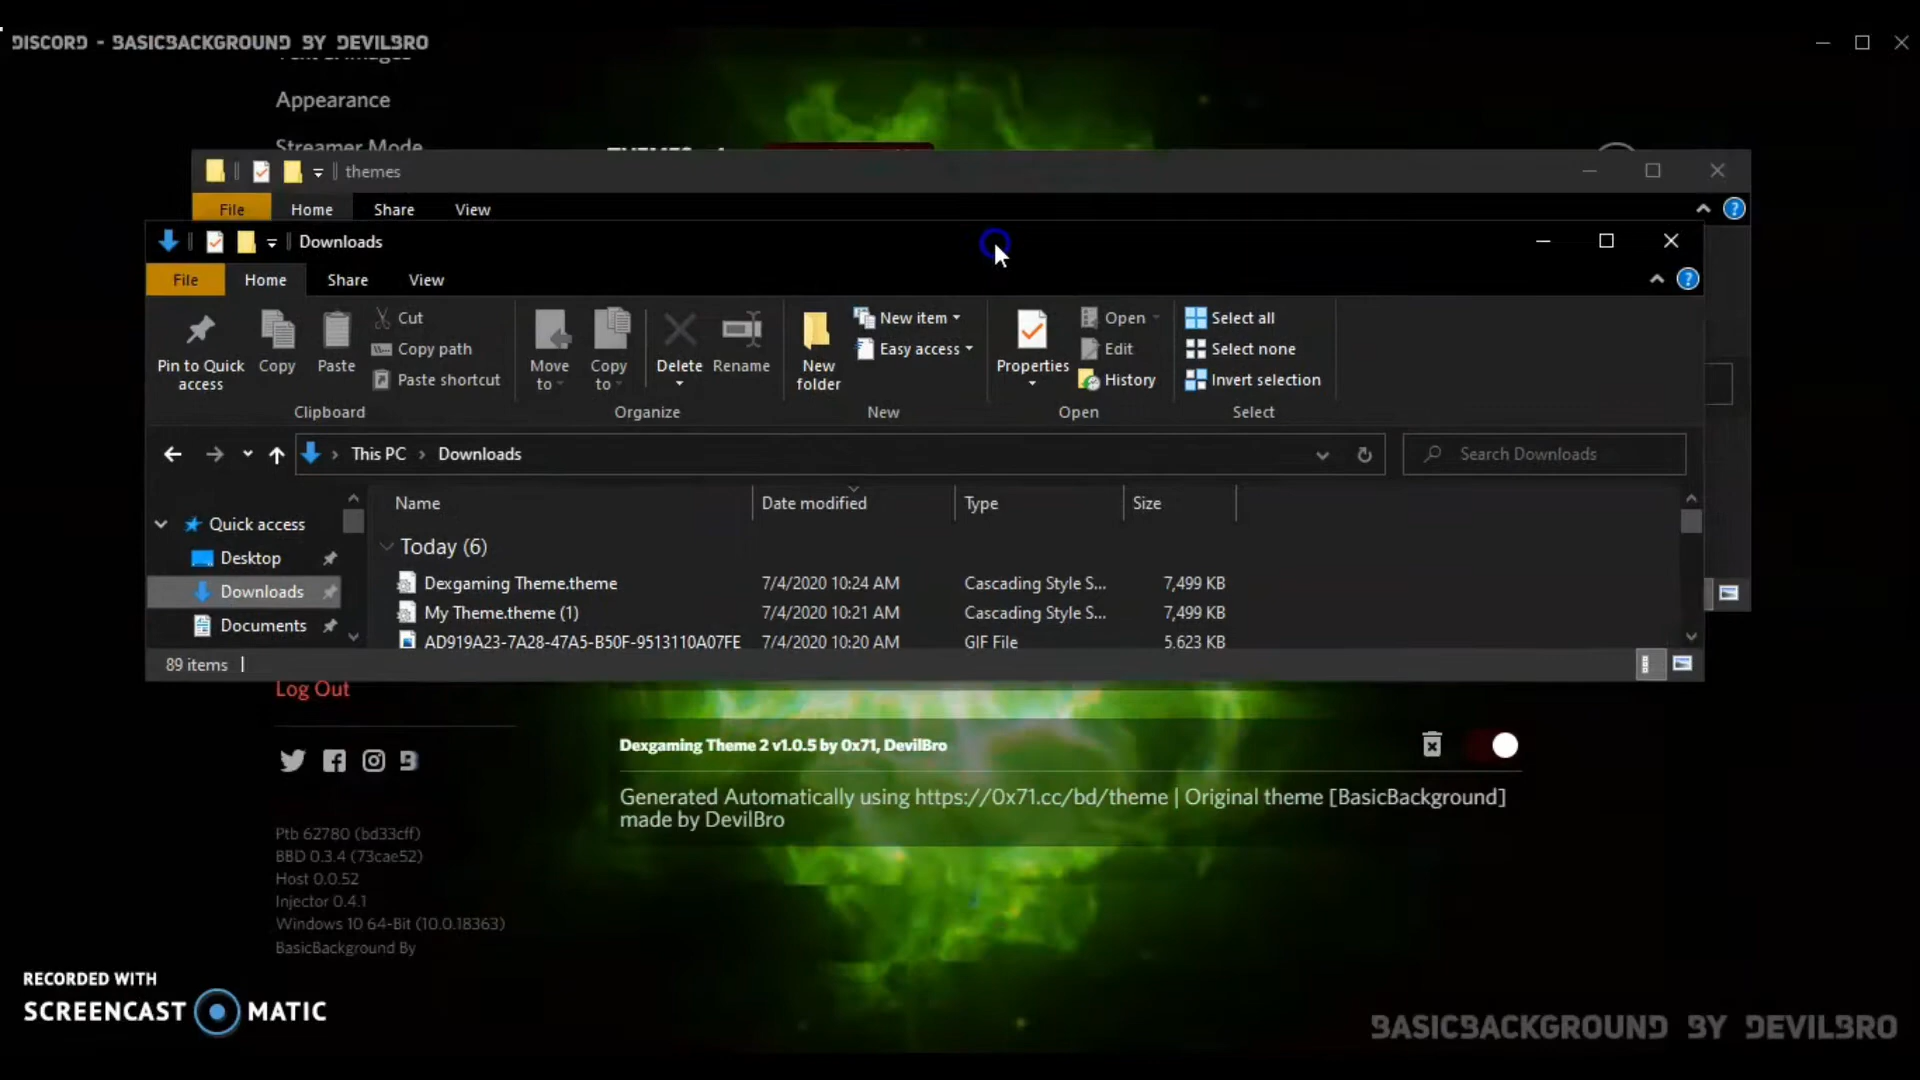 DISCORD - BASICBACKGROUND BY DEVILBRO
Text & Images
Appearance
Streamer Mode
themes
File Home Share View
Downloads
File Home Share View
Pin to Quick access
Copy
Paste
Cut
Copy path
Paste shortcut
Clipboard
Move to
Copy to
Delete
Rename
Organize
New folder
New item
Easy access
New
Properties
Open
Edit
History
Open
Select all
Select none
Invert selection
Select
This PC > Downloads
Search Downloads
Quick access
Desktop
Downloads
Documents
Name Date modified Type Size
Today (6)
Dexgaming Theme.theme 7/4/2020 10:24 AM Cascading Style S... 7,499 KB
My Theme.theme (1) 7/4/2020 10:21 AM Cascading Style S... 7,499 KB
AD919A23-7A28-47A5-B50F-9513110A07FE 7/4/2020 10:20 AM GIF File 5,623 KB
89 items
Log Out
Dexgaming Theme 2 v1.0.5 by 0x71, DevilBro
Generated Automatically using https://0x71.cc/bd/theme | Original theme [BasicBackground]
made by DevilBro
Ptb 62780 (bd33cff)
BBD 0.3.4 (73cae52)
Host 0.0.52
Injector 0.4.1
Windows 10 64-Bit (10.0.18363)
BasicBackground By
RECORDED WITH
SCREENCAST MATIC
BASICBACKGROUND BY DEVILBRO